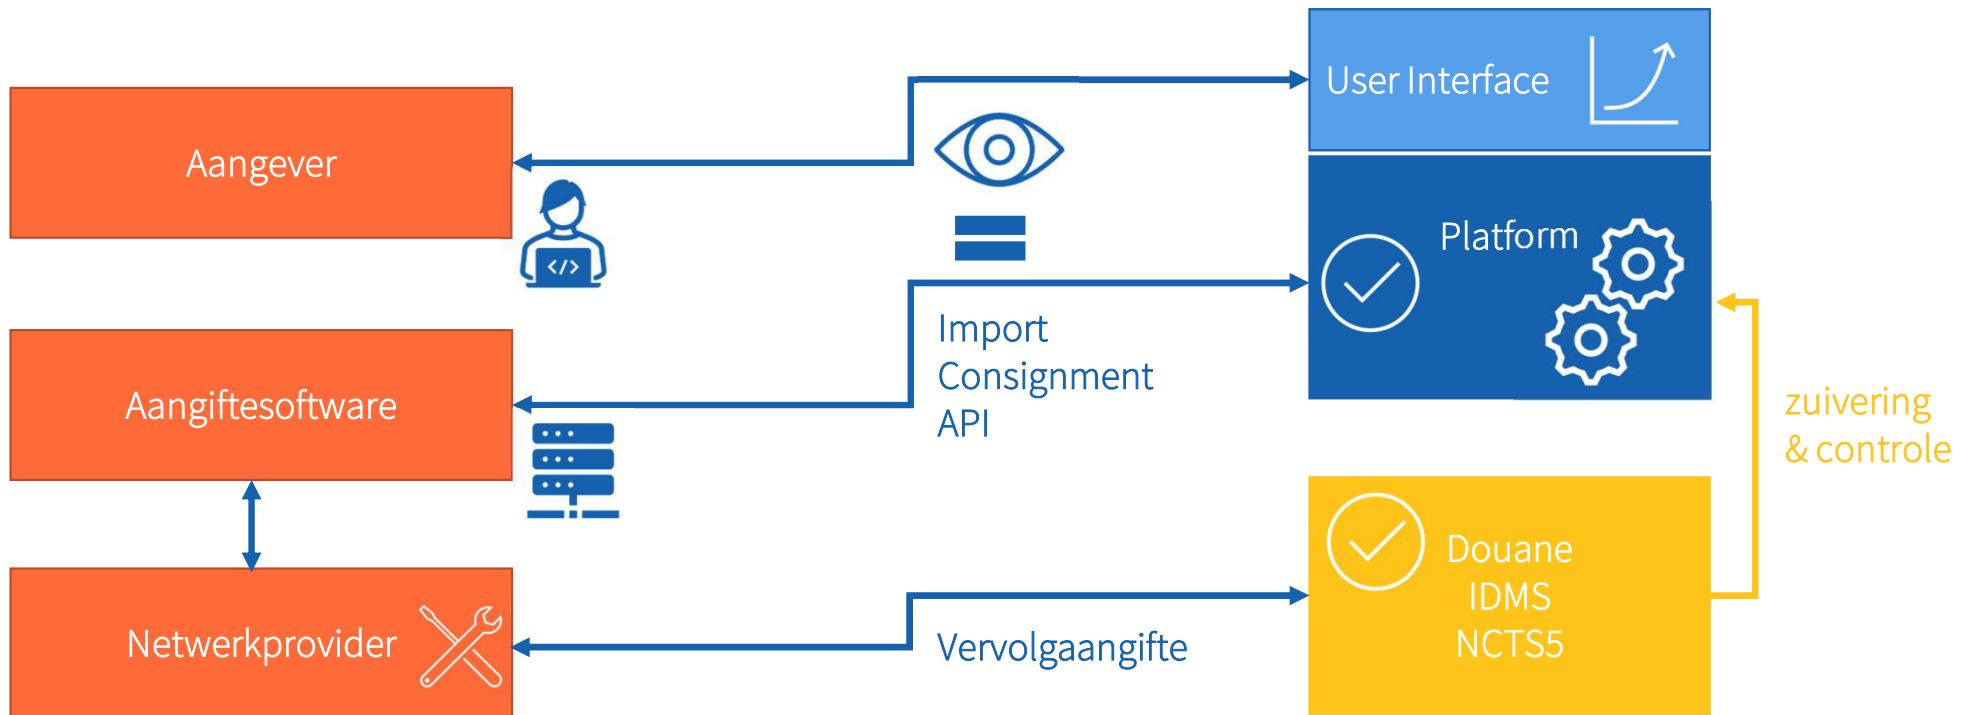 User Interface
Aangever
Platform
Import
Consignment
API
Aangiftesoftware
</>
zuivering
& controle
Douane
IDMS
NCTS5
Netwerkprovider
Vervolgaangifte